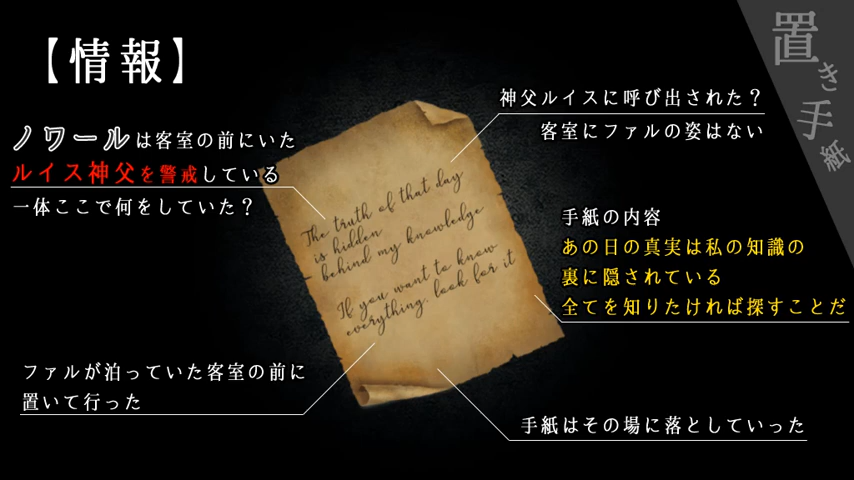 【情報】
置き手紙
ノワールは客室の前にいた
ルイス神父を警戒している
一体ここで何をしていた？
神父ルイスに呼び出された？
客室にファルの姿はない
The truth of that day
is hidden
behind my knowledge
If you want to know
everything, look for it
手紙の内容
あの日の真実は私の知識の
裏に隠されている
全てを知りたければ探すことだ
ファルが泊っていた客室の前に
置いて行った
手紙はその場に落としていった